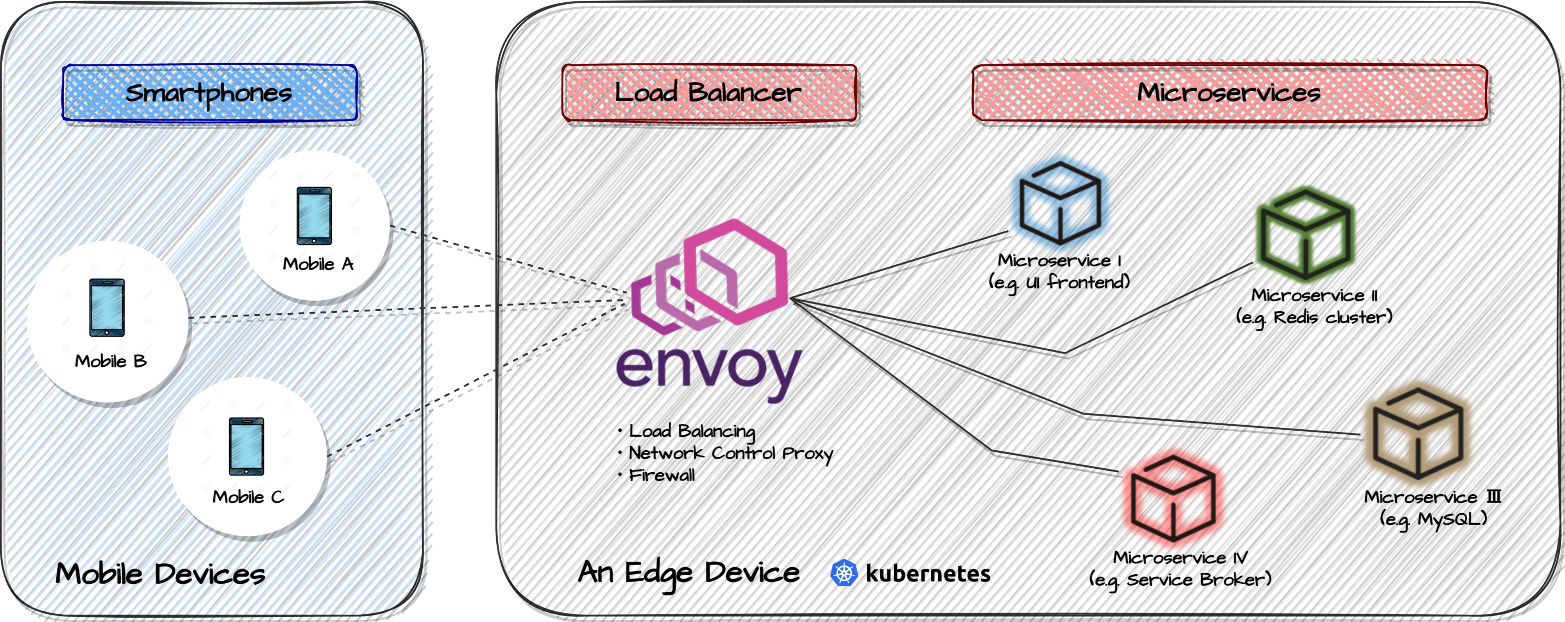 Smartphones
Mobile A
Mobile B
Mobile C
Mobile Devices
Load Balancer
Microservices
envoy
• Load Balancing
• Network Control Proxy
• Firewall
Microservice I
(e.g. UI frontend)
Microservice II
(e.g. Redis cluster)
Microservice III
(e.g. MySQL)
Microservice IV
(e.g. Service Broker)
An Edge Device
kubernetes